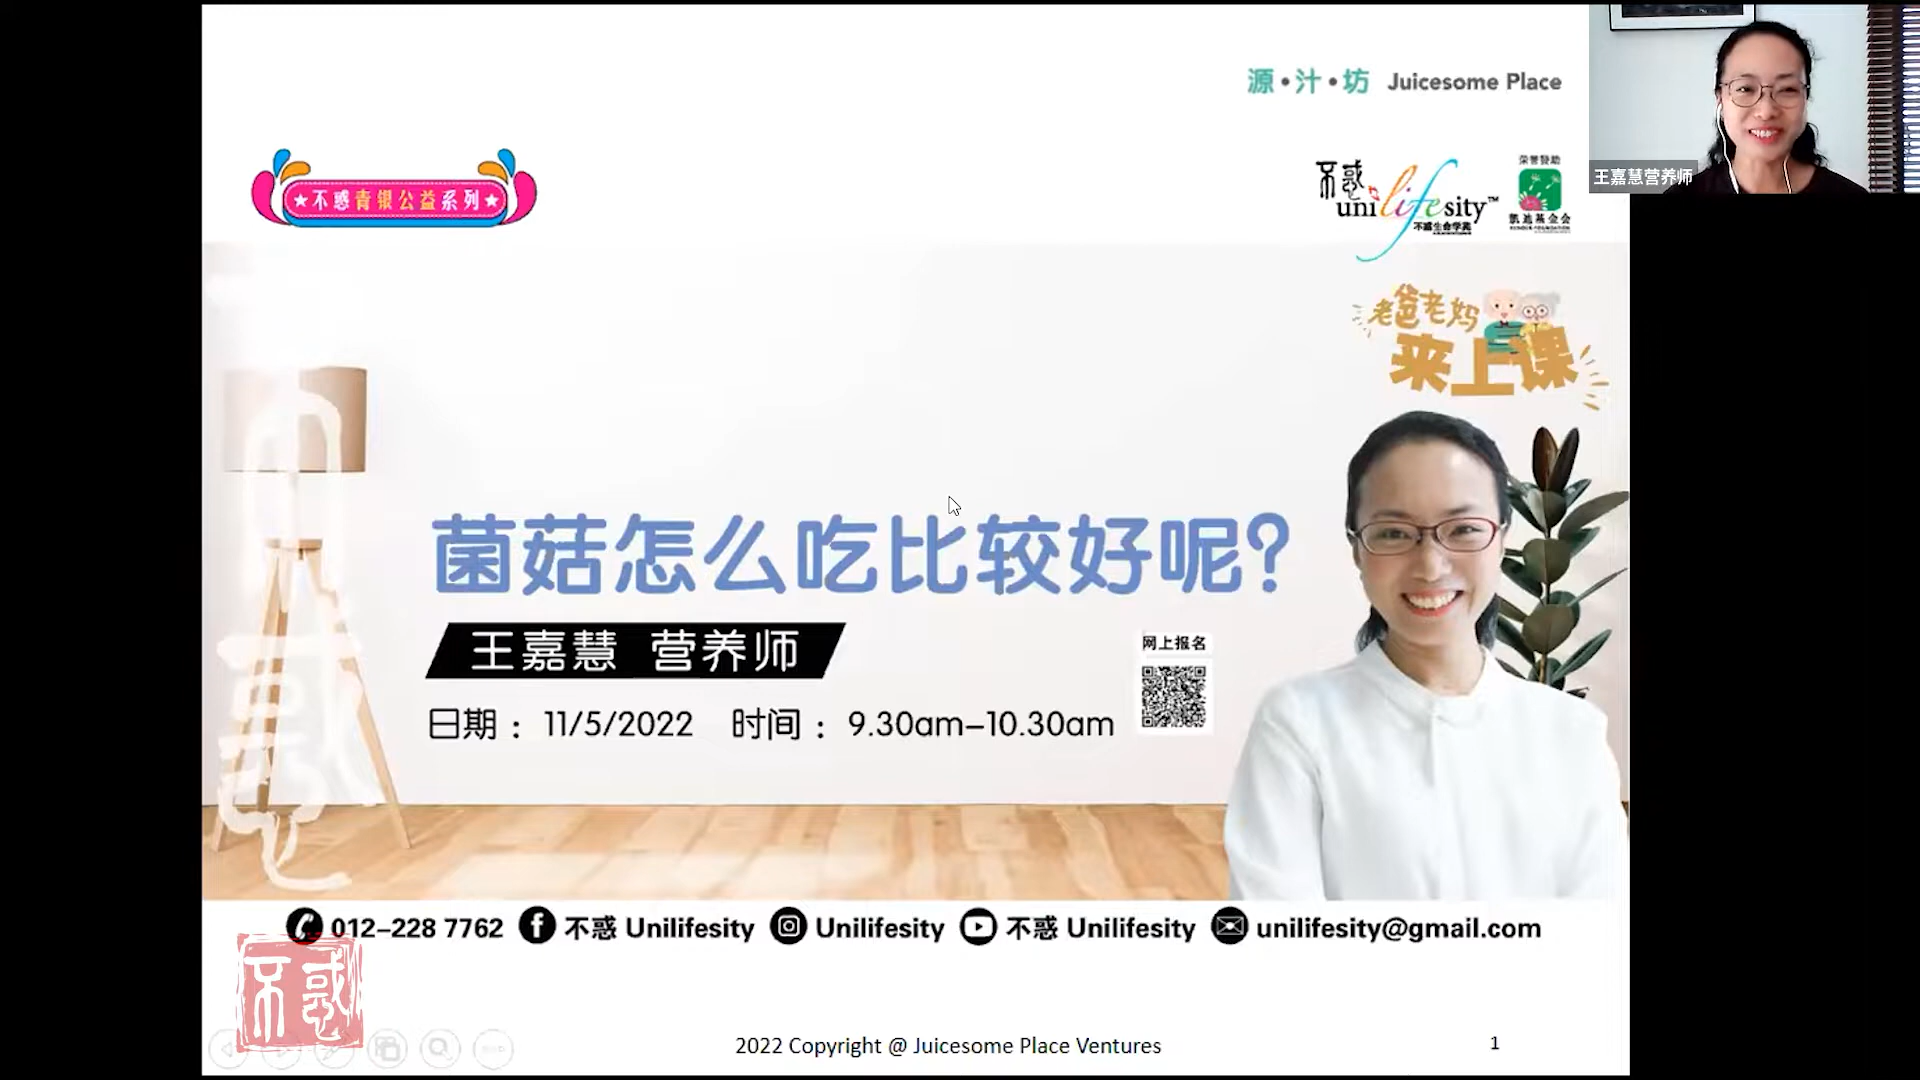 源•汁•坊 Juicesome Place
王嘉慧营养师
★不惑青银公益系列★
不惑
unilifesity™
不惑生命学苑
荣誉赞助
凯迪基金会
老爸老妈
来上课
菌菇怎么吃比较好呢?
王嘉慧 营养师
网上报名
日期： 11/5/2022 时间： 9.30am-10.30am
012-228 7762 不惑 Unilifesity Unilifesity 不惑 Unilifesity unilifesity@gmail.com
不惑
2022 Copyright @ Juicesome Place Ventures
1